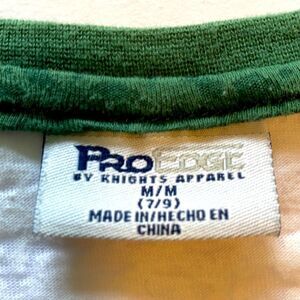 PROEDGE
BY KNIGHTS APPAREL
M/M
(7/9)
MADE IN/HECHO EN
CHINA